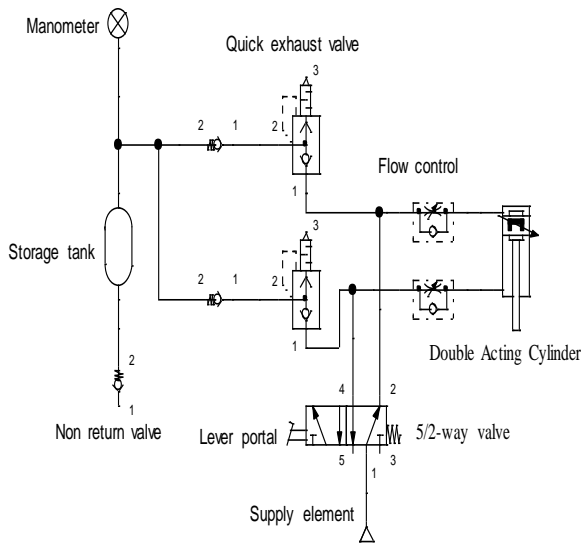 Manometer
Quick exhaust valve
3
2 1 2
Flow control
1
3
Storage tank
2 1 2
1
Double Acting Cylinder
2
4 2
1
Non return valve
Lever portal
5/2-way valve
5 3
1
Supply element